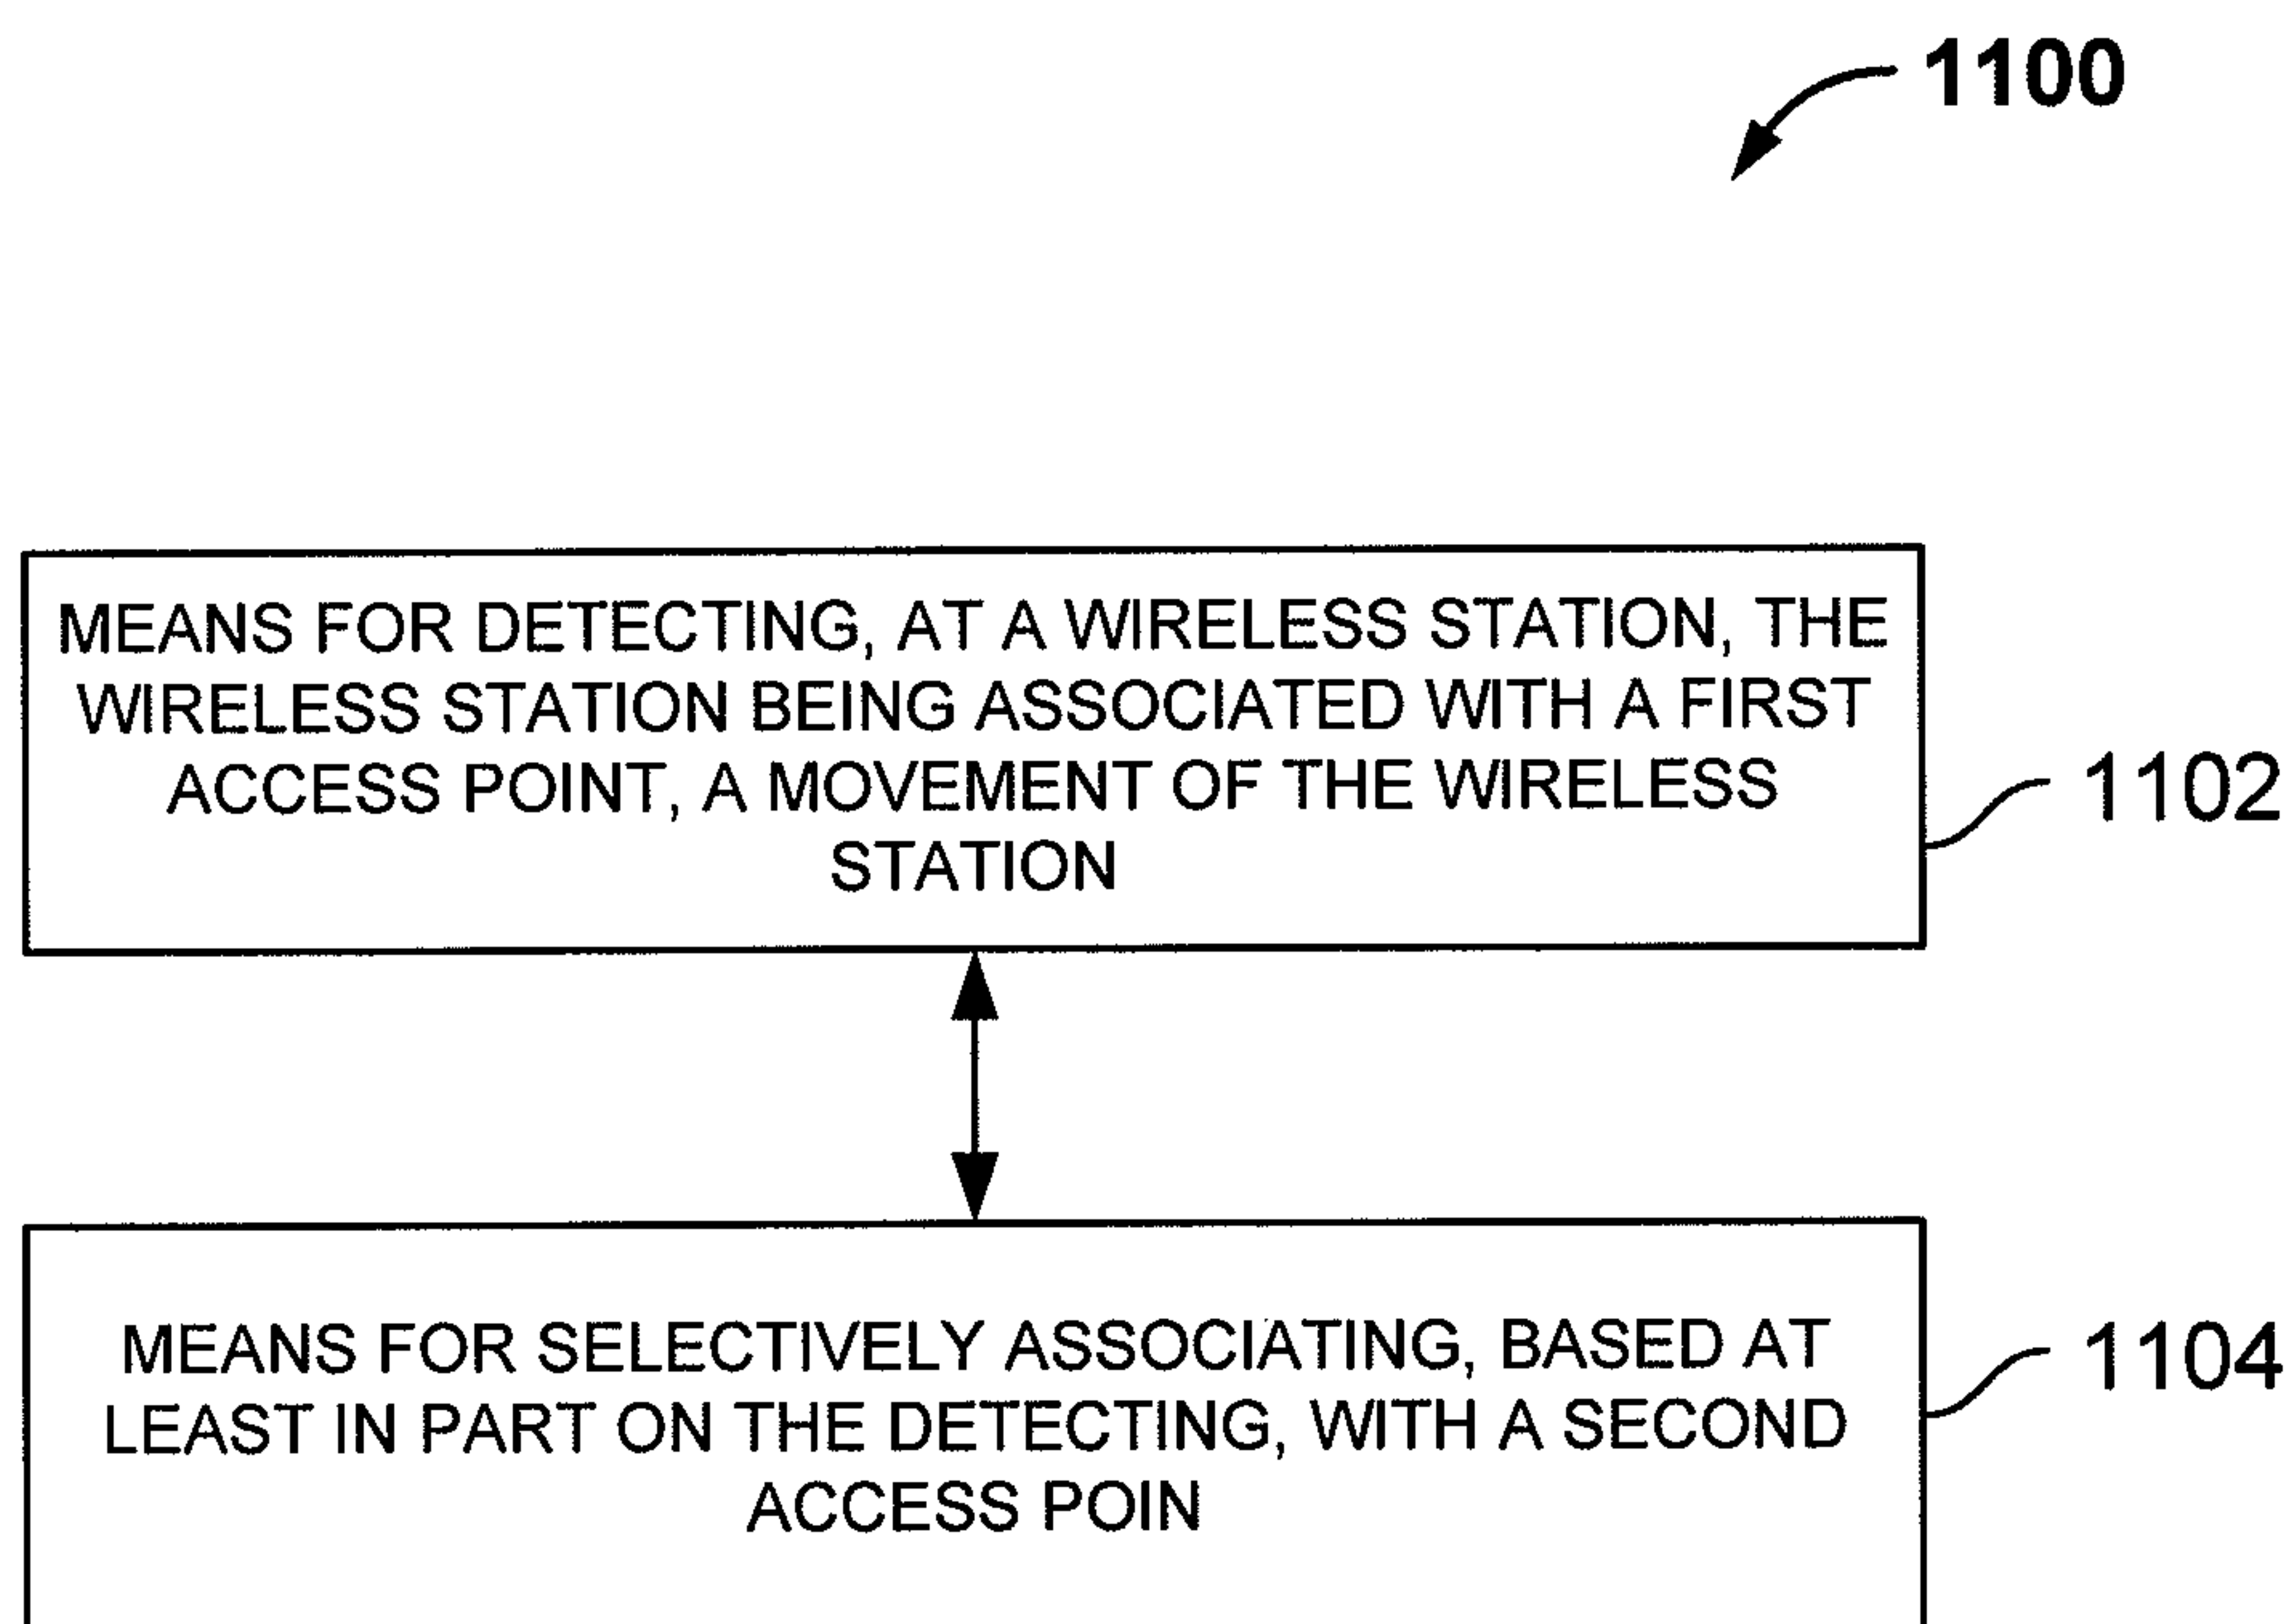 1100
MEANS FOR DETECTING, AT A WIRELESS STATION, THE
WIRELESS STATION BEING ASSOCIATED WITH A FIRST
ACCESS POINT, A MOVEMENT OF THE WIRELESS
STATION
1102
MEANS FOR SELECTIVELY ASSOCIATING, BASED AT
LEAST IN PART ON THE DETECTING, WITH A SECOND
ACCESS POIN
1104